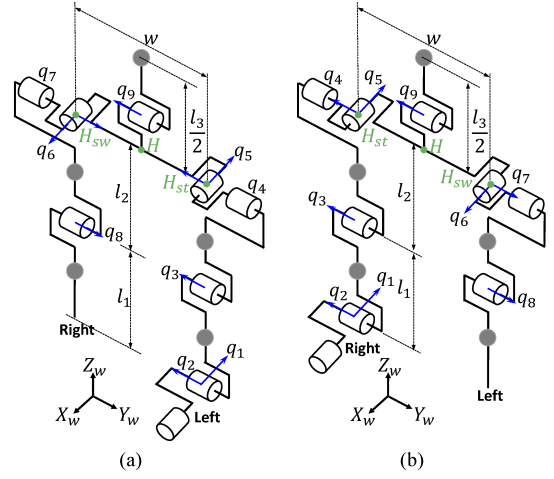 w
q₇
q₉
l₃/2
H_sw
H
q₅
q₆
H_st
q₄
l₂
q₈
q₃
l₁
Right
q₂
q₁
Z_w
X_w
Y_w
Left
(a)
w
q₄
q₅
q₉
l₃/2
H_st
H
q₃
l₂
H_sw
q₇
q₆
q₂
q₁
l₁
q₈
Right
Z_w
X_w
Y_w
Left
(b)